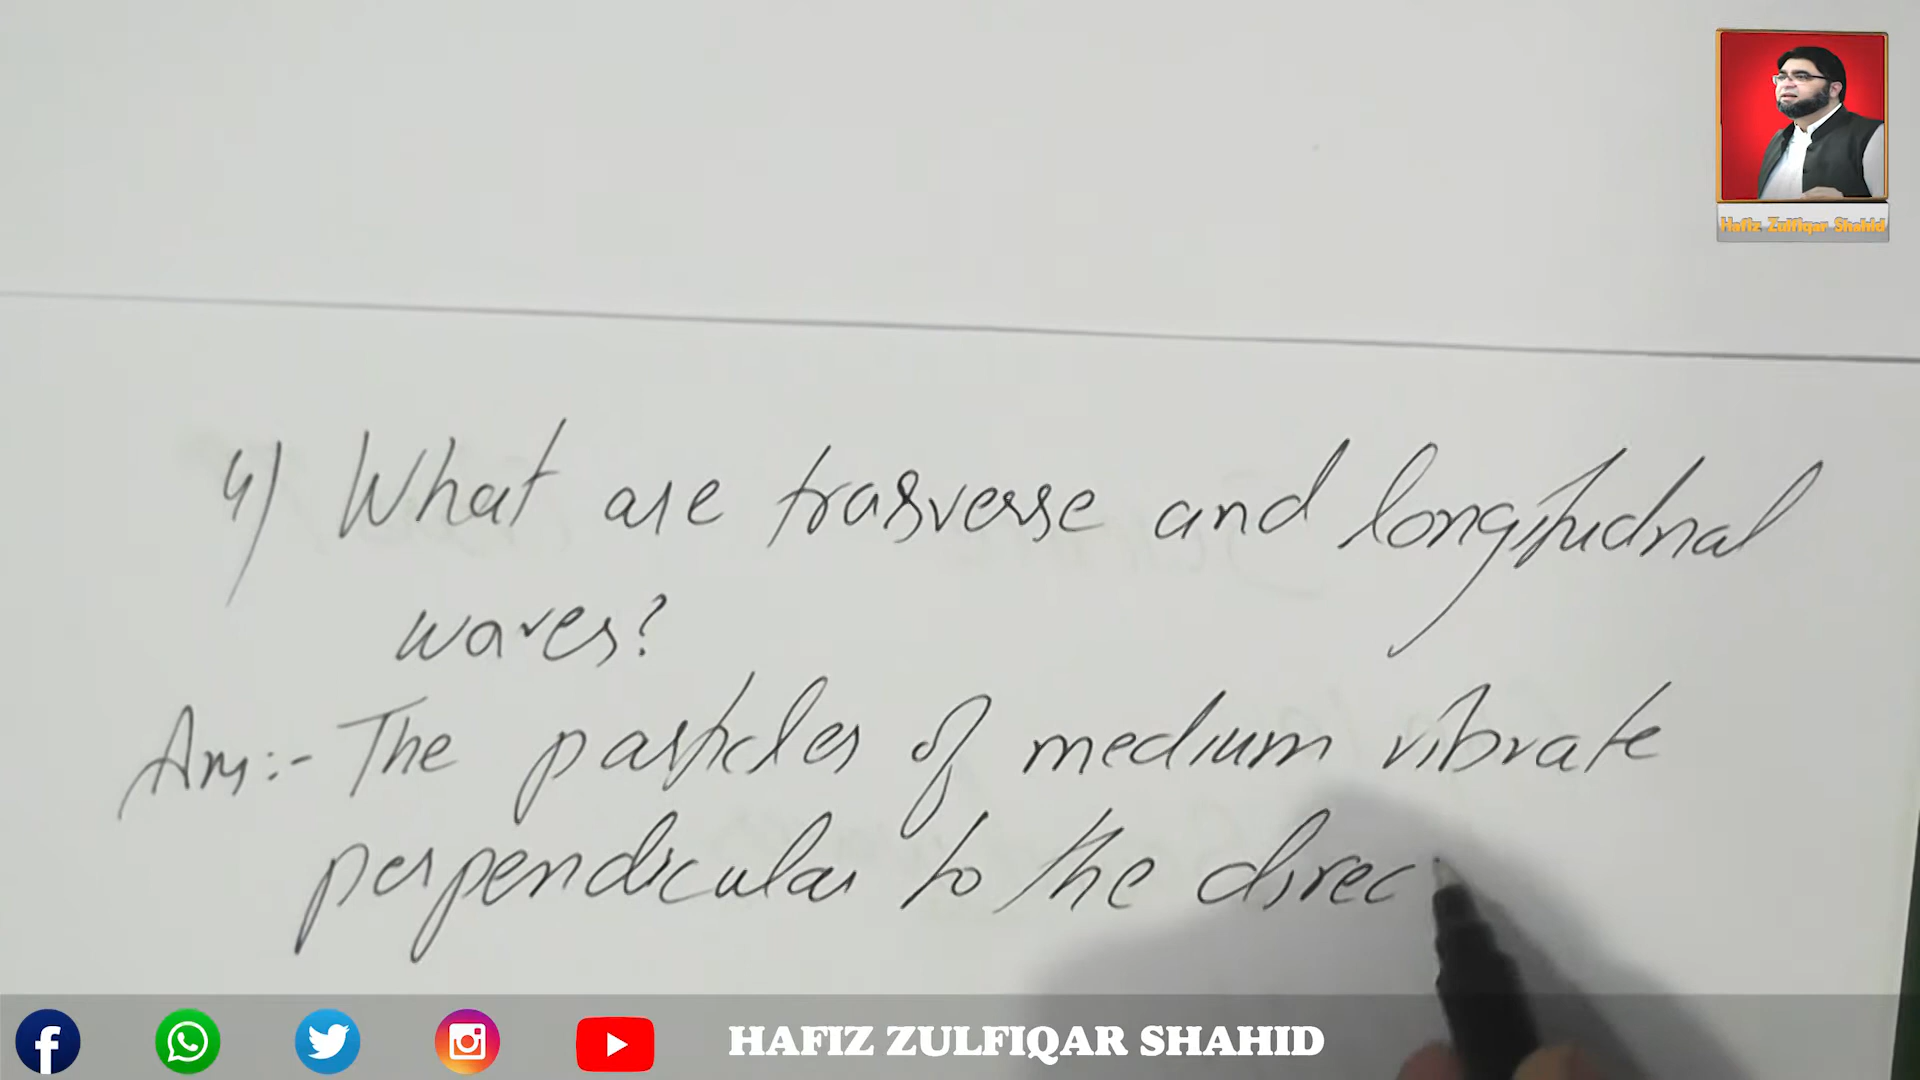 Hafiz Zulfiqar Shahid
4) What are trasverse and longitudnal
waves?
Ans:- The particles of medium vibrate
perpendicular to the direc
HAFIZ ZULFIQAR SHAHID